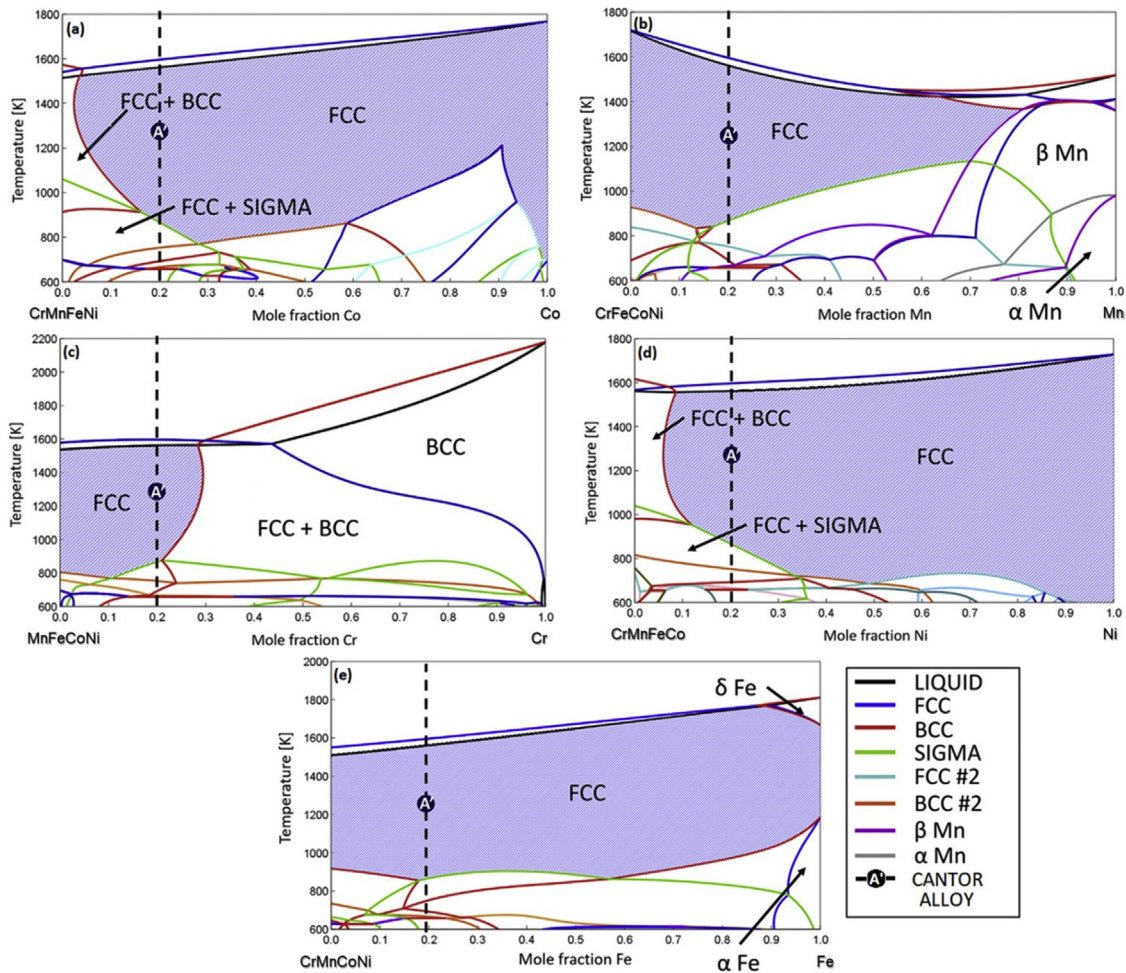 (a)
Temperature [K]
1800
1600
1400
1200
1000
800
600
FCC + BCC
FCC
A
FCC + SIGMA
0.0 0.1 0.2 0.3 0.4 0.5 0.6 0.7 0.8 0.9 1.0
CrMnFeNi Mole fraction Co Co
(b)
Temperature [K]
1800
1600
1400
1200
1000
800
600
FCC
A
β Mn
0.0 0.1 0.2 0.3 0.4 0.5 0.6 0.7 0.8 0.9 1.0
CrFeCoNi Mole fraction Mn α Mn Mn
(c)
Temperature [K]
2200
2000
1800
1600
1400
1200
1000
800
600
BCC
FCC
A
FCC + BCC
0.0 0.1 0.2 0.3 0.4 0.5 0.6 0.7 0.8 0.9 1.0
MnFeCoNi Mole fraction Cr Cr
(d)
Temperature [K]
1800
1600
1400
1200
1000
800
600
FCC + BCC
FCC
A
FCC + SIGMA
0.0 0.1 0.2 0.3 0.4 0.5 0.6 0.7 0.8 0.9 1.0
CrMnFeCo Mole fraction Ni Ni
(e)
Temperature [K]
2000
1800
1600
1400
1200
1000
800
600
δ Fe
FCC
A
0.0 0.1 0.2 0.3 0.4 0.5 0.6 0.7 0.8 0.9 1.0
CrMnCoNi Mole fraction Fe α Fe Fe
LIQUID
FCC
BCC
SIGMA
FCC #2
BCC #2
β Mn
α Mn
A' CANTOR
ALLOY